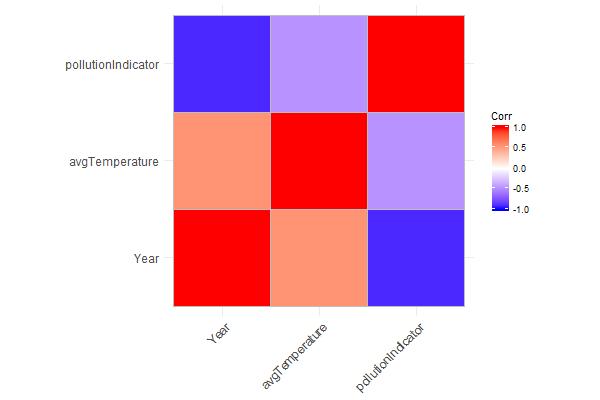 pollutionIndicator
avgTemperature
Year
Year
avgTemperature
pollutionIndicator
Corr
1.0
0.5
0.0
-0.5
-1.0